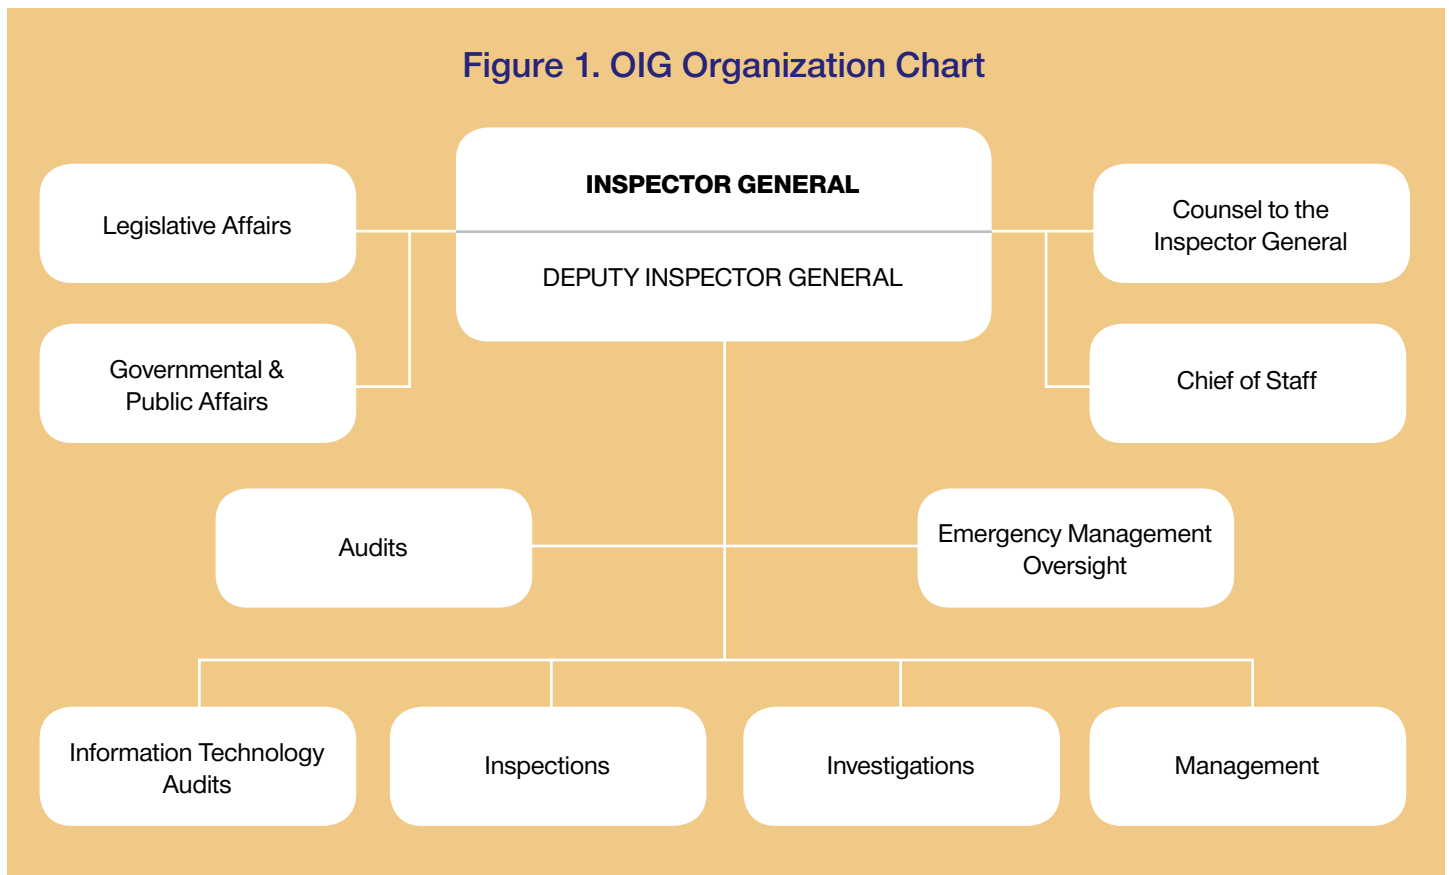 Figure 1. OIG Organization Chart
INSPECTOR GENERAL
DEPUTY INSPECTOR GENERAL
Legislative Affairs
Governmental &
Public Affairs
Counsel to the
Inspector General
Chief of Staff
Audits
Emergency Management
Oversight
Information Technology
Audits
Inspections
Investigations
Management